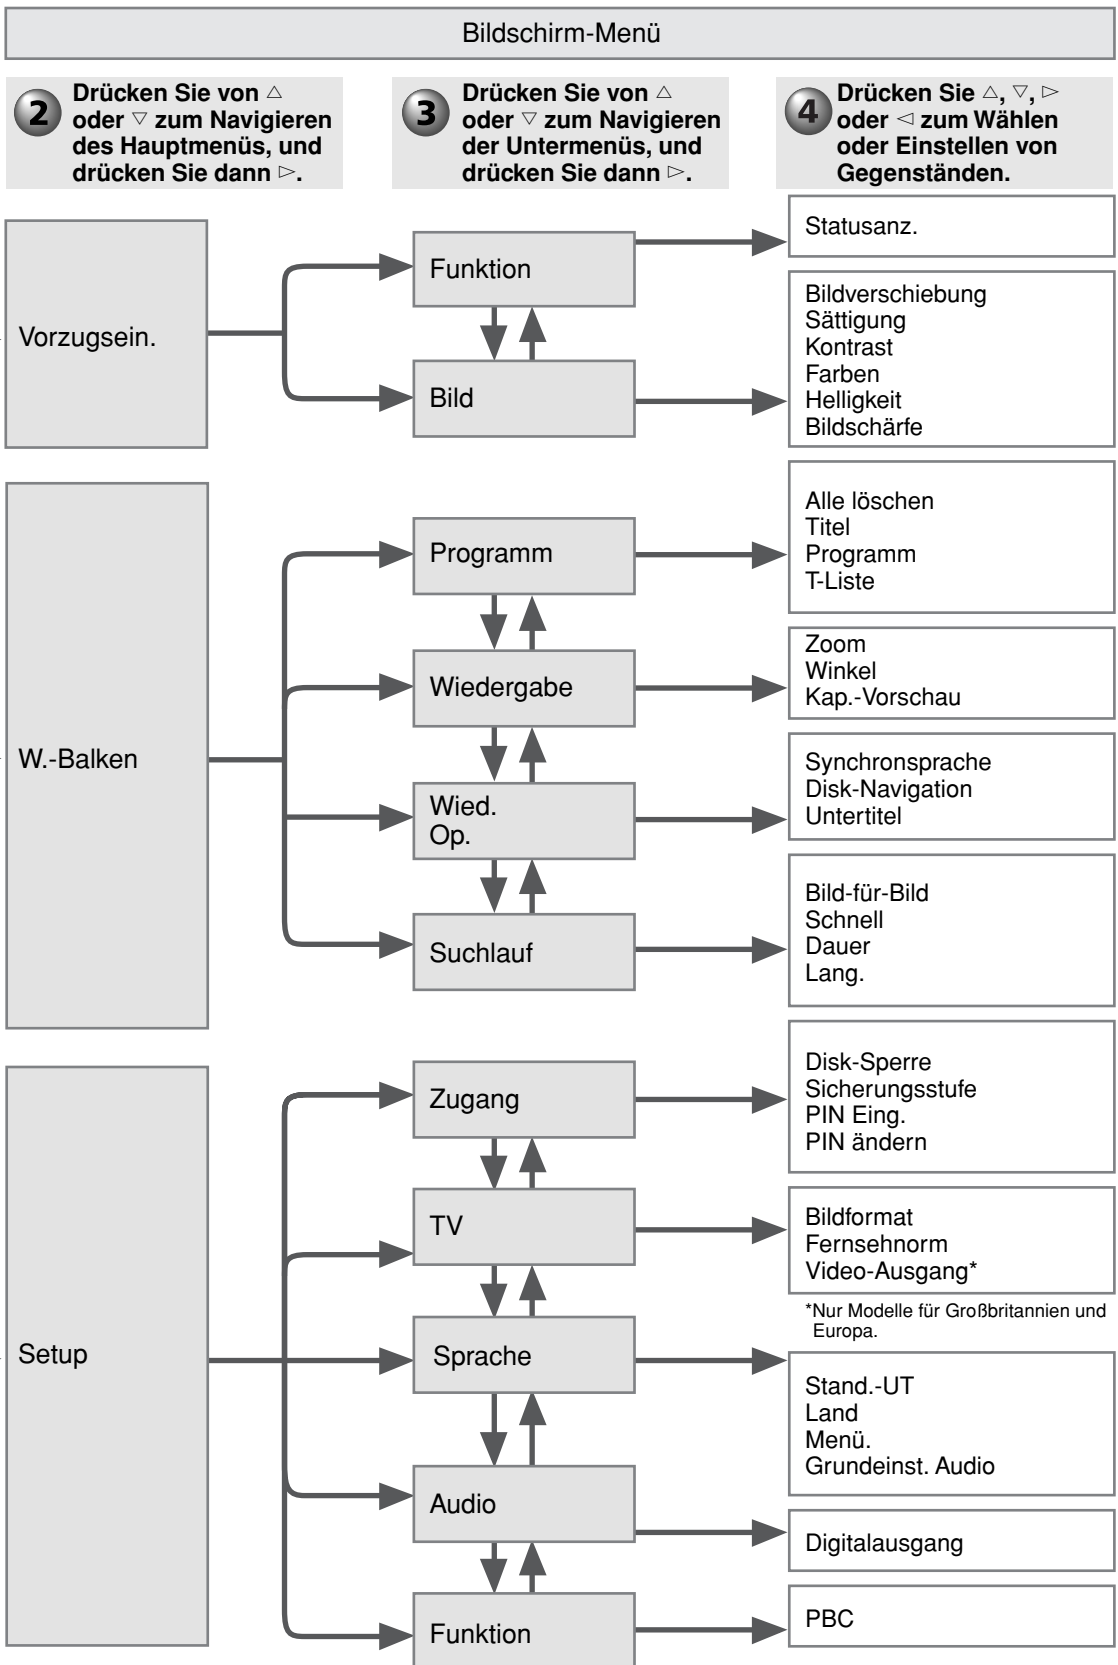 Bildschirm-Menü
2 Drücken Sie von △
oder ▽ zum Navigieren
des Hauptmenüs, und
drücken Sie dann ▷.
3 Drücken Sie von △
oder ▽ zum Navigieren
der Untermenüs, und
drücken Sie dann ▷.
4 Drücken Sie △, ▽, ▷
oder ◁ zum Wählen
oder Einstellen von
Gegenständen.
Vorzugsein.
Funktion
Statusanz.
Bild
Bildverschiebung
Sättigung
Kontrast
Farben
Helligkeit
Bildschärfe
W.-Balken
Programm
Alle löschen
Titel
Programm
T-Liste
Wiedergabe
Zoom
Winkel
Kap.-Vorschau
Wied.
Op.
Synchronsprache
Disk-Navigation
Untertitel
Suchlauf
Bild-für-Bild
Schnell
Dauer
Lang.
Setup
Zugang
Disk-Sperre
Sicherungsstufe
PIN Eing.
PIN ändern
TV
Bildformat
Fernsehnorm
Video-Ausgang*
*Nur Modelle für Großbritannien und
Europa.
Sprache
Stand.-UT
Land
Menü.
Grundeinst. Audio
Audio
Digitalausgang
Funktion
PBC